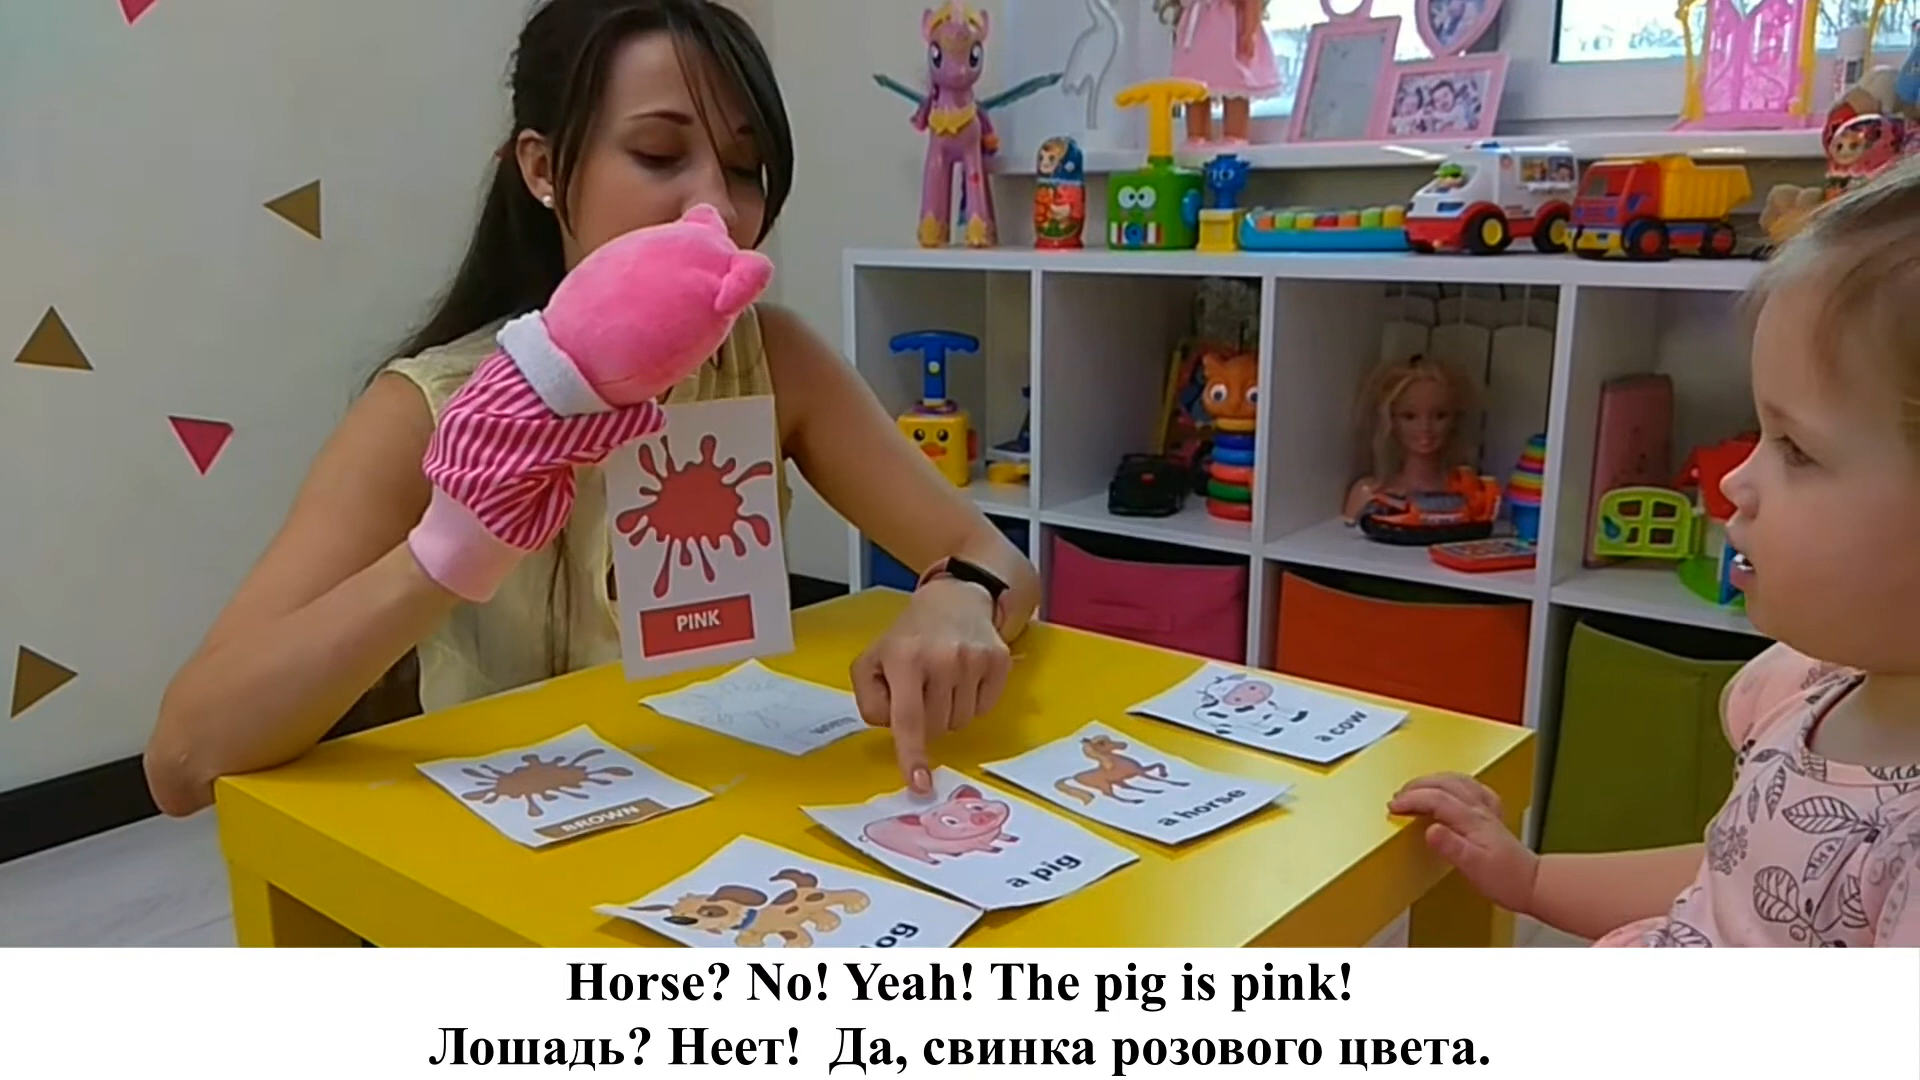 PINK
BROWN
a cow
a horse
a pig
Horse? No! Yeah! The pig is pink!
Лошадь? Неет!  Да, свинка розового цвета.